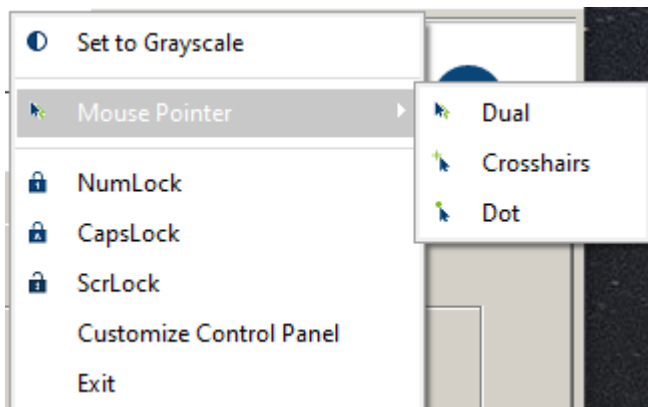 Set to Grayscale
Mouse Pointer
Dual
Crosshairs
Dot
NumLock
CapsLock
ScrLock
Customize Control Panel
Exit